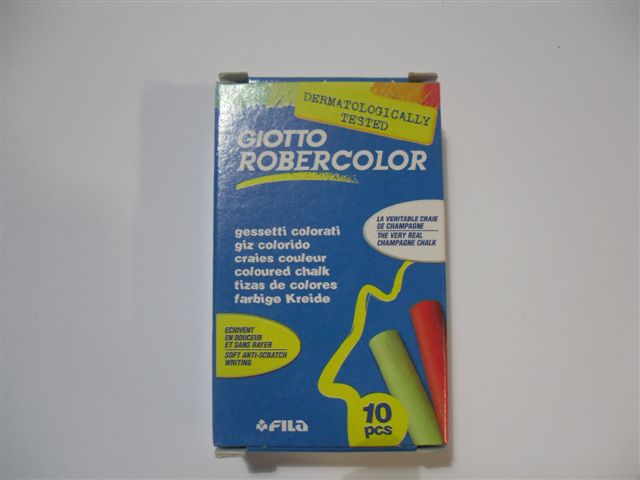 DERMATOLOGICALLY
TESTED
GIOTTO
ROBERCOLOR
LA VERITABLE CRAIE
DE CHAMPAGNE
THE VERY REAL
CHAMPAGNE CHALK
gessetti colorati
giz colorido
craies couleur
coloured chalk
tizas de colores
farbige Kreide
ECRIVENT
EN DOUCEUR
ET SANS RAYER
SOFT ANTI-SCRATCH
WRITING
10
pcs
FILA